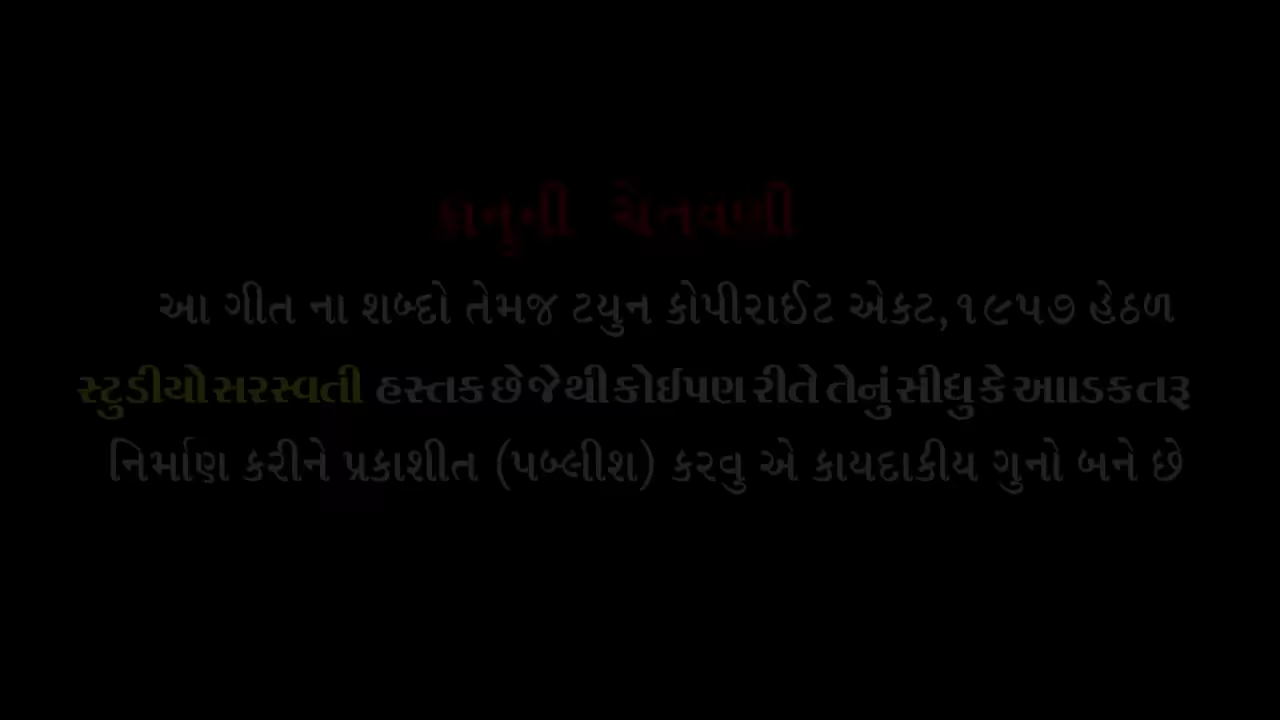 કાનુની ચેતવણી
આ ગીત ના શબ્દો તેમજ ટયુન કોપીરાઈટ એકટ,૧૯૫૭ હેઠળ
સ્ટુડીયો સરસ્વતી હસ્તક છે જેથી કોઈપણ રીતે તેનું સીધુ કે આાડકતરૂ
નિર્માણ કરીને પ્રકાશીત (પબ્લીશ) કરવુ એ કાયદાકીય ગુનો બને છે